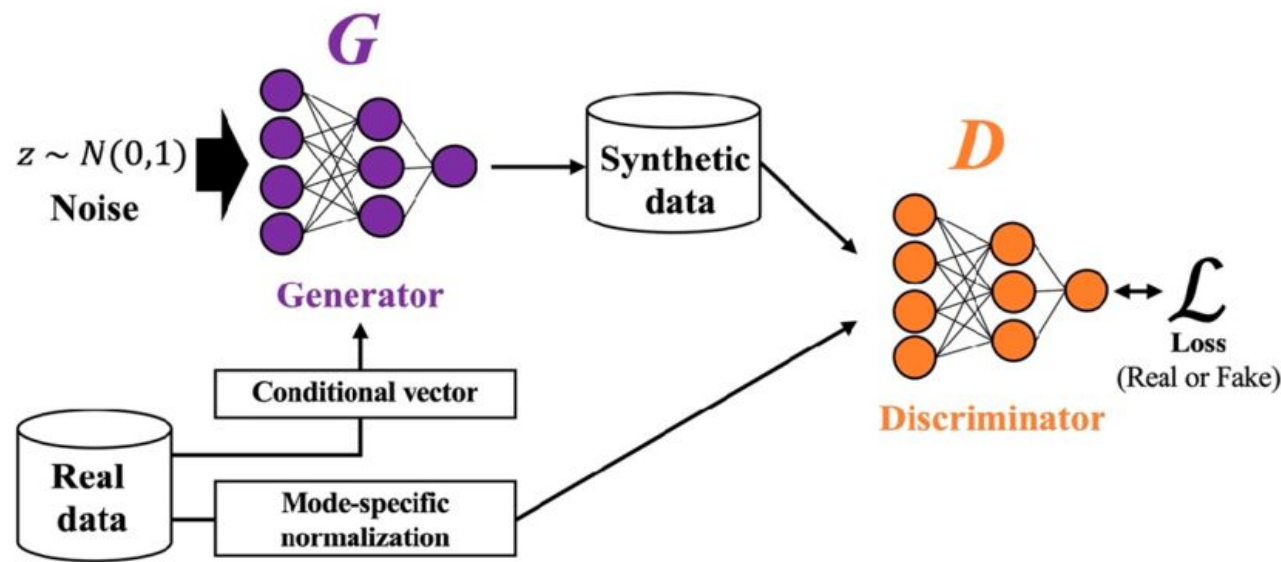 G
z ~ N(0,1)
Noise
Generator
Synthetic
data
D
ℒ
Loss
(Real or Fake)
Discriminator
Conditional vector
Real
data
Mode-specific
normalization